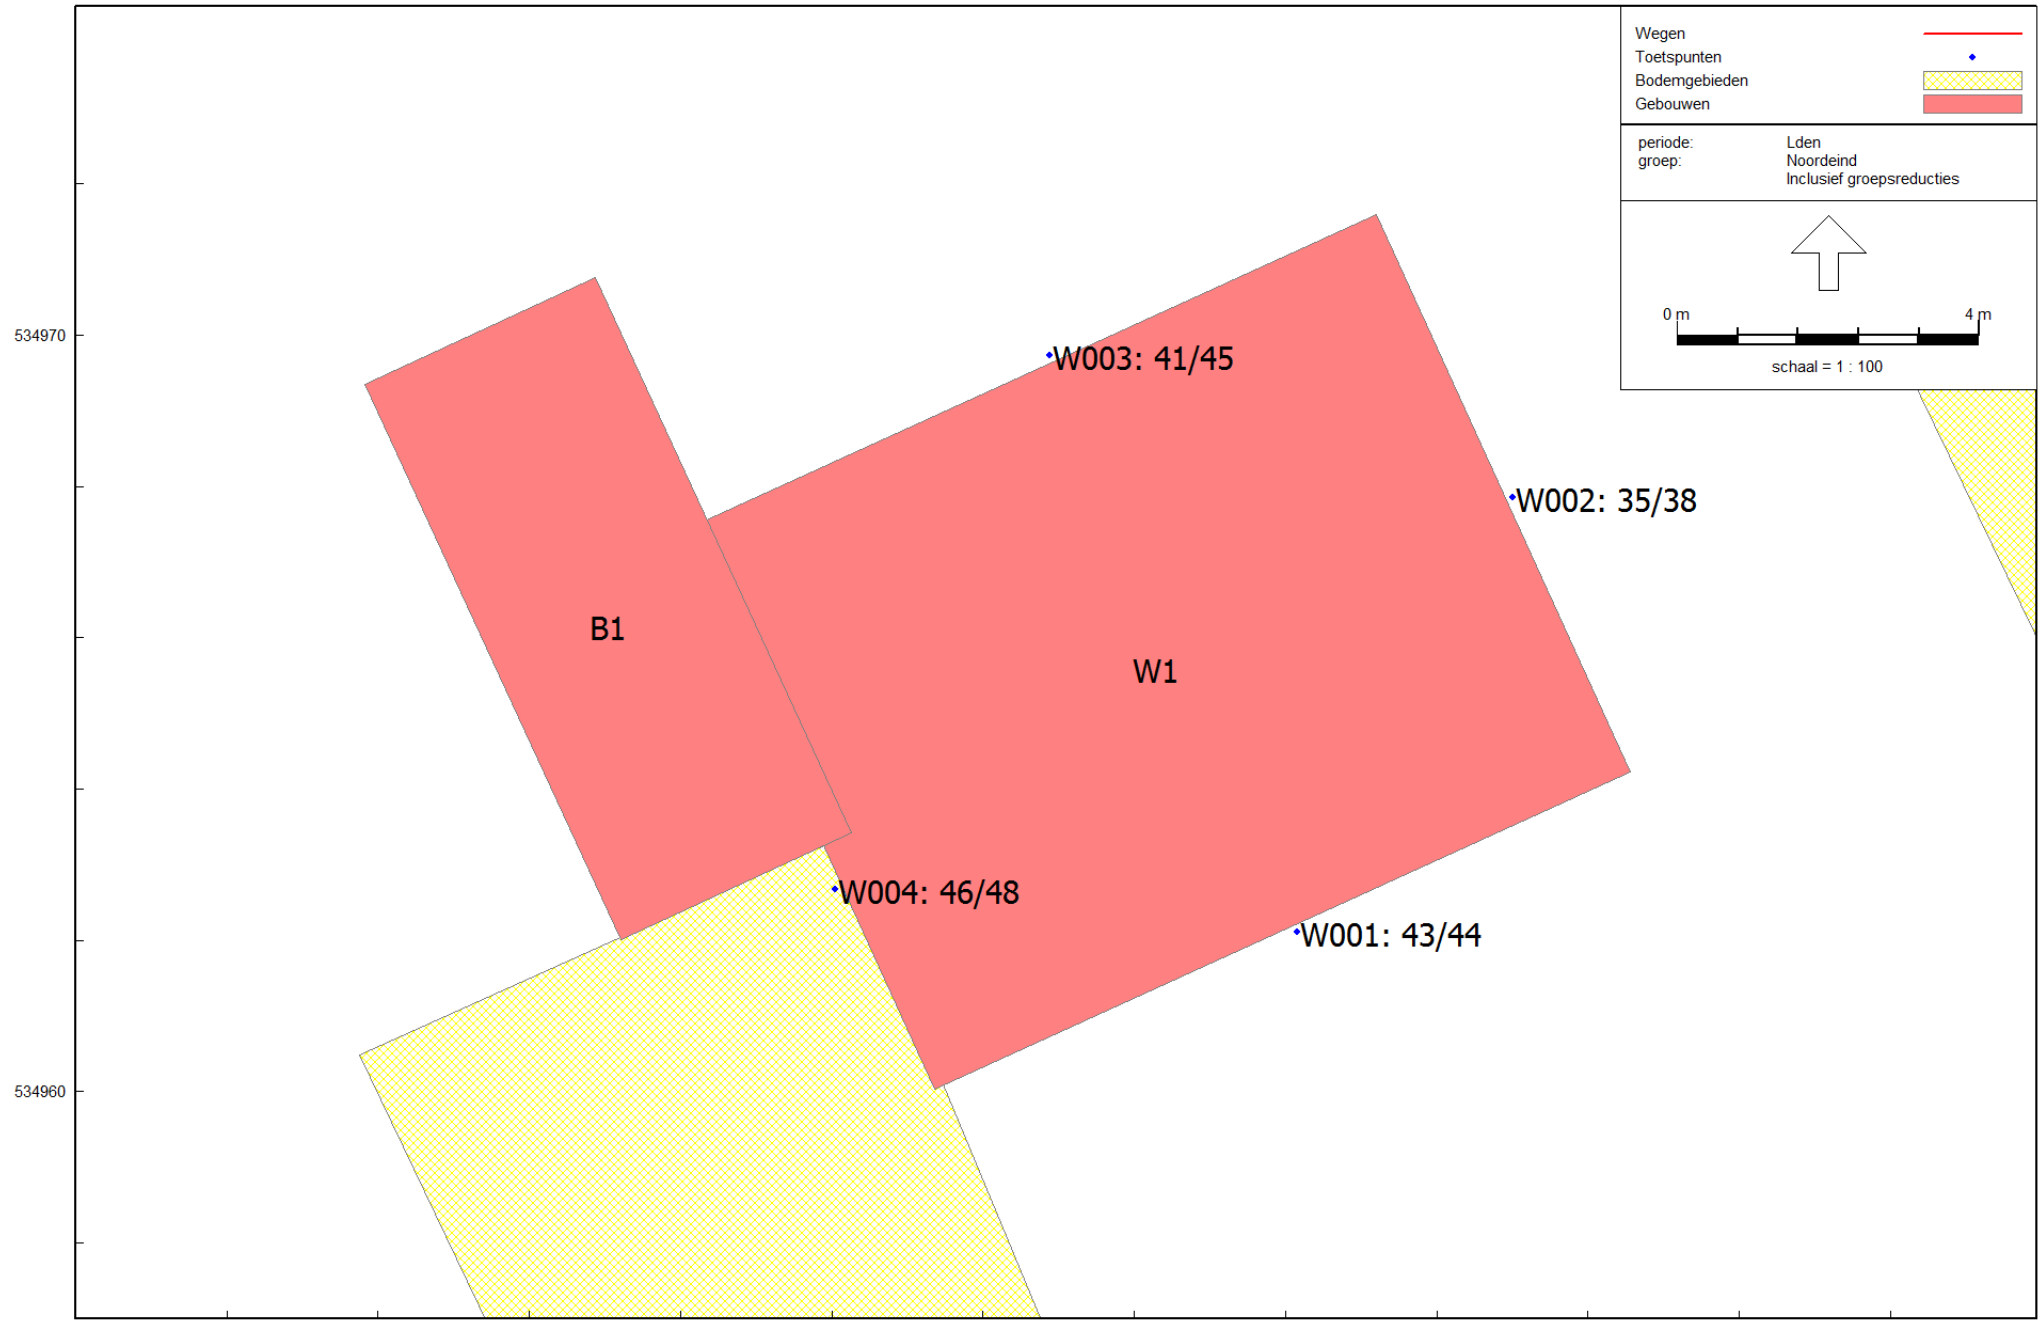 Wegen
Toetspunten
Bodemgebieden
Gebouwen
periode: Lden
groep: Noordeind
Inclusief groepsreducties
0 m 4 m
schaal = 1 : 100
534970
W003: 41/45
W002: 35/38
B1
W1
W004: 46/48
W001: 43/44
534960